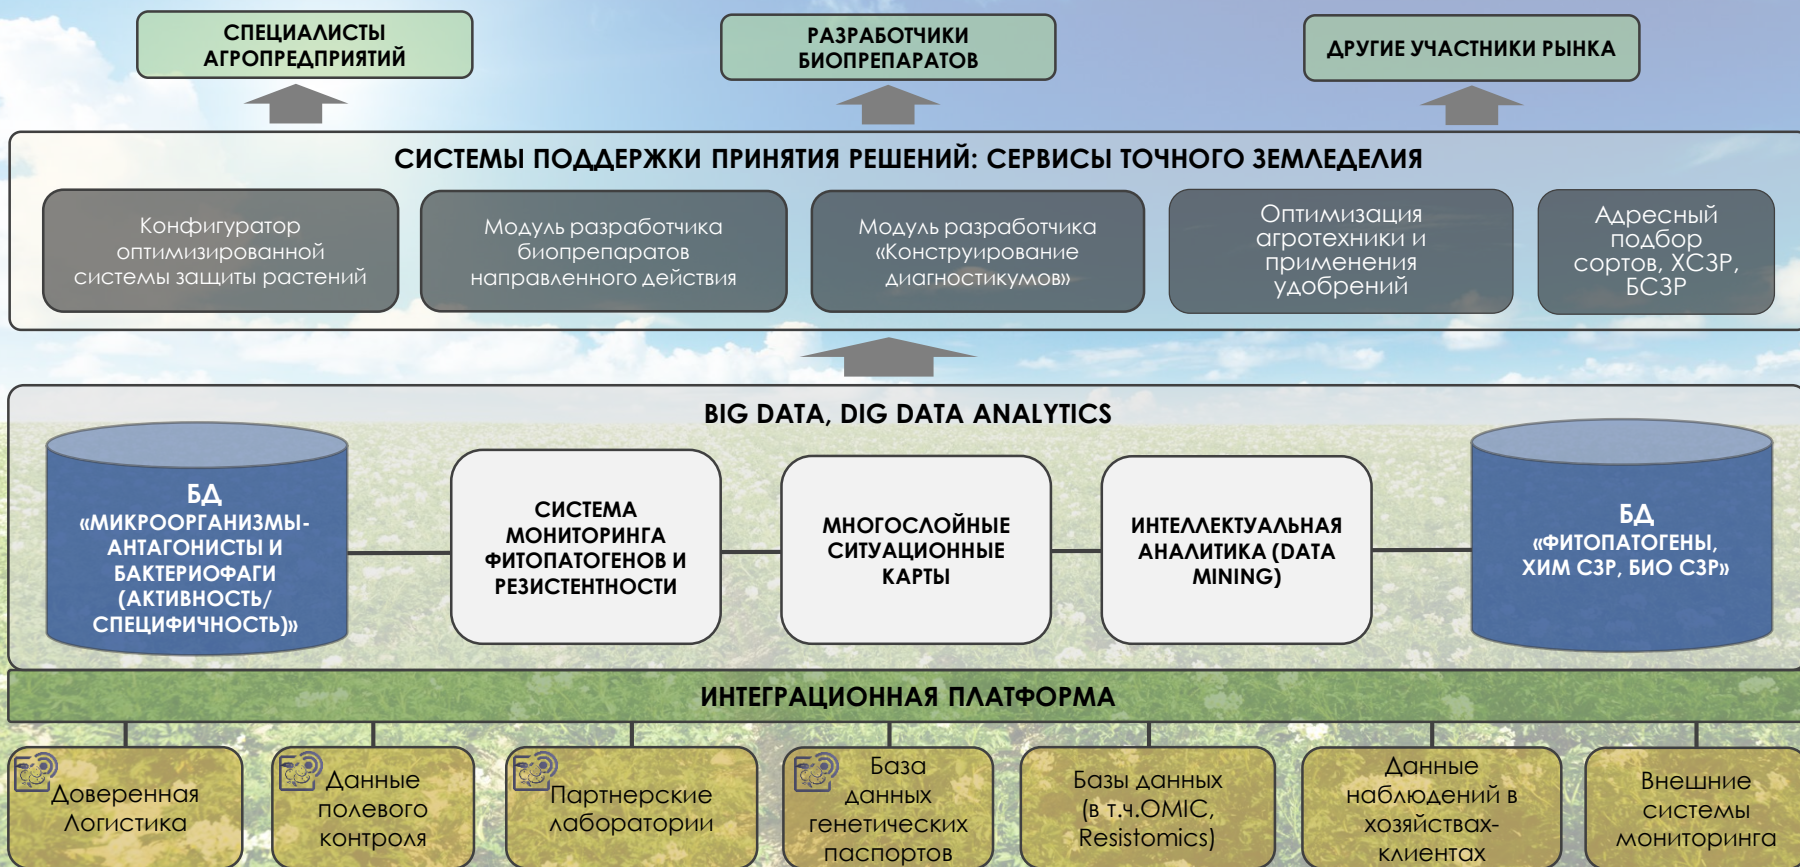 СПЕЦИАЛИСТЫ
АГРОПРЕДПРИЯТИЙ
РАЗРАБОТЧИКИ
БИОПРЕПАРАТОВ
ДРУГИЕ УЧАСТНИКИ РЫНКА
СИСТЕМЫ ПОДДЕРЖКИ ПРИНЯТИЯ РЕШЕНИЙ: СЕРВИСЫ ТОЧНОГО ЗЕМЛЕДЕЛИЯ
Конфигуратор
оптимизированной
системы защиты растений
Модуль разработчика
биопрепаратов
направленного действия
Модуль разработчика
«Конструирование
диагностикумов»
Оптимизация
агротехники и
применения
удобрений
Адресный
подбор
сортов, ХСЗР,
БСЗР
BIG DATA, DIG DATA ANALYTICS
БД
«МИКРООРГАНИЗМЫ-
АНТАГОНИСТЫ И
БАКТЕРИОФАГИ
(АКТИВНОСТЬ/
СПЕЦИФИЧНОСТЬ)»
СИСТЕМА
МОНИТОРИНГА
ФИТОПАТОГЕНОВ И
РЕЗИСТЕНТНОСТИ
МНОГОСЛОЙНЫЕ
СИТУАЦИОННЫЕ
КАРТЫ
ИНТЕЛЛЕКТУАЛЬНАЯ
АНАЛИТИКА (DATA
MINING)
БД
«ФИТОПАТОГЕНЫ,
ХИМ СЗР, БИО СЗР»
ИНТЕГРАЦИОННАЯ ПЛАТФОРМА
Доверенная
Логистика
Данные
полевого
контроля
Партнерские
лаборатории
База
данных
генетических
паспортов
Базы данных
(в т.ч.OMIC,
Resistomics)
Данные
наблюдений в
хозяйствах-
клиентах
Внешние
системы
мониторинга